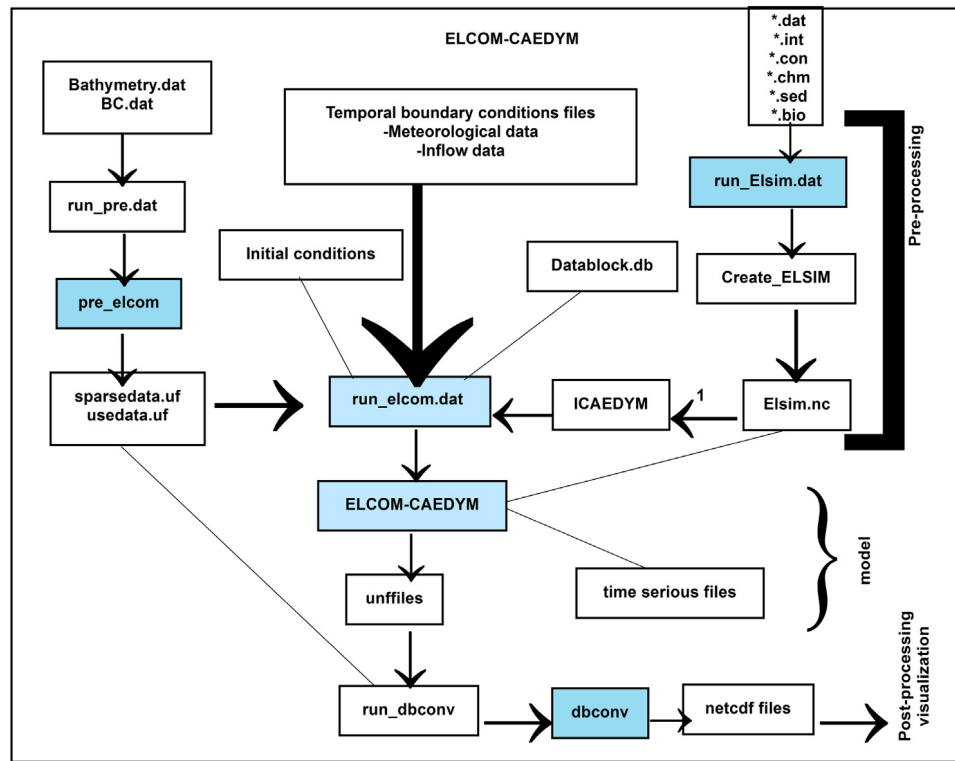 ELCOM-CAEDYM
*.dat
*.int
*.con
*.chm
*.sed
*.bio
Bathymetry.dat
BC.dat
Temporal boundary conditions files
-Meteorological data
-Inflow data
run_pre.dat
run_Elsim.dat
Pre-processing
Initial conditions
Datablock.db
Create_ELSIM
pre_elcom
sparsedata.uf
usedata.uf
run_elcom.dat
ICAEDYM
1
Elsim.nc
ELCOM-CAEDYM
model
unffiles
time serious files
run_dbconv
dbconv
netcdf files
Post-processing
visualization